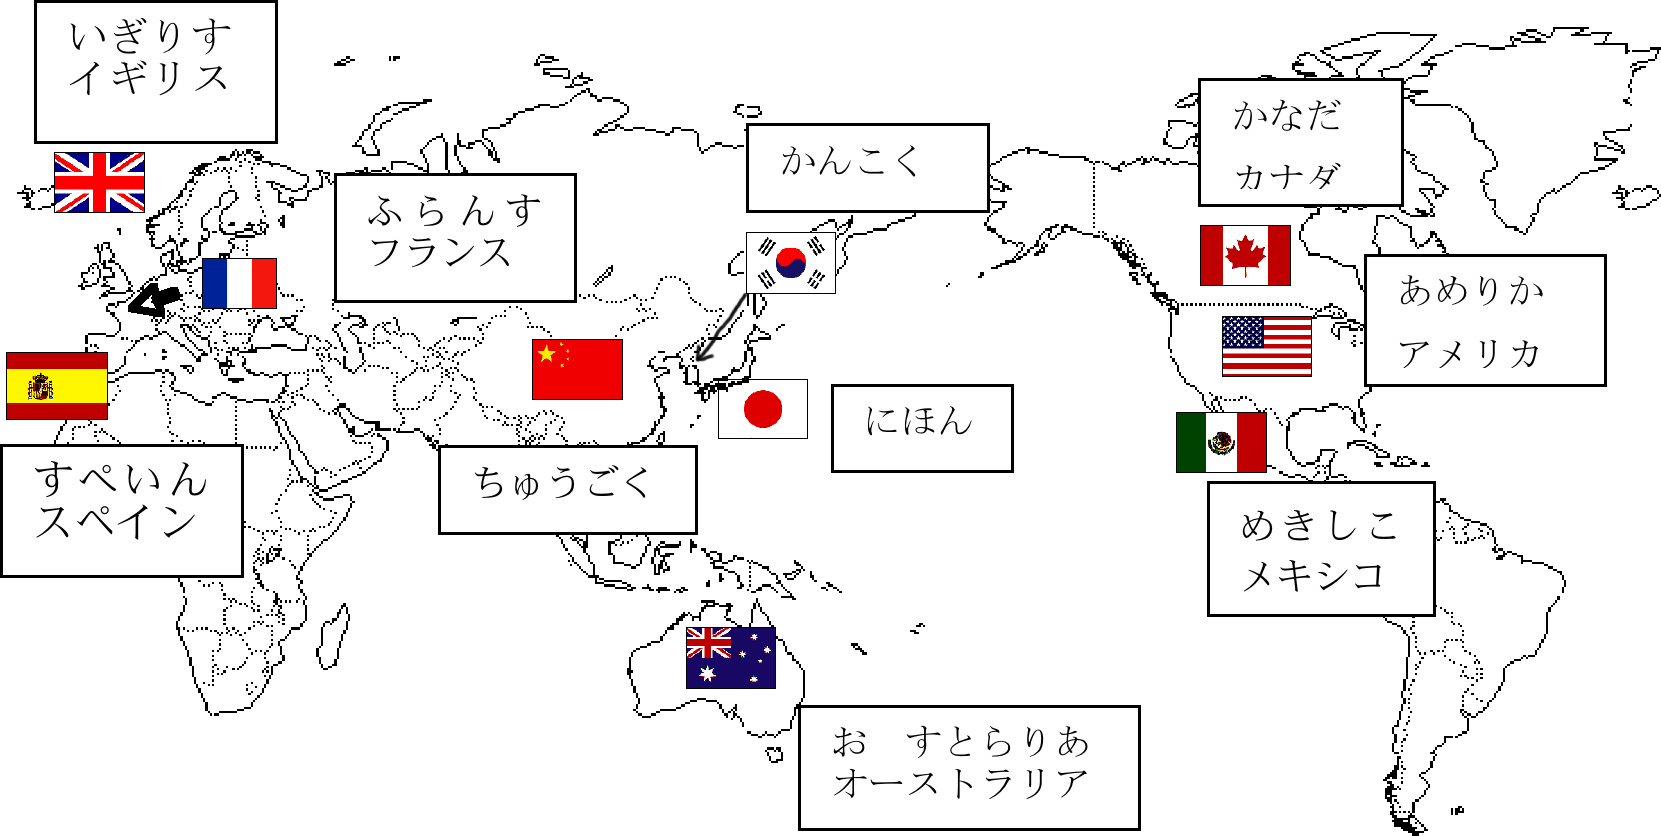 いぎりす
イギリス
ふらんす
フランス
かんこく
かなだ
カナダ
あめりか
アメリカ
すぺいん
スペイン
ちゅうごく
にほん
めきしこ
メキシコ
お　すとらりあ
オーストラリア